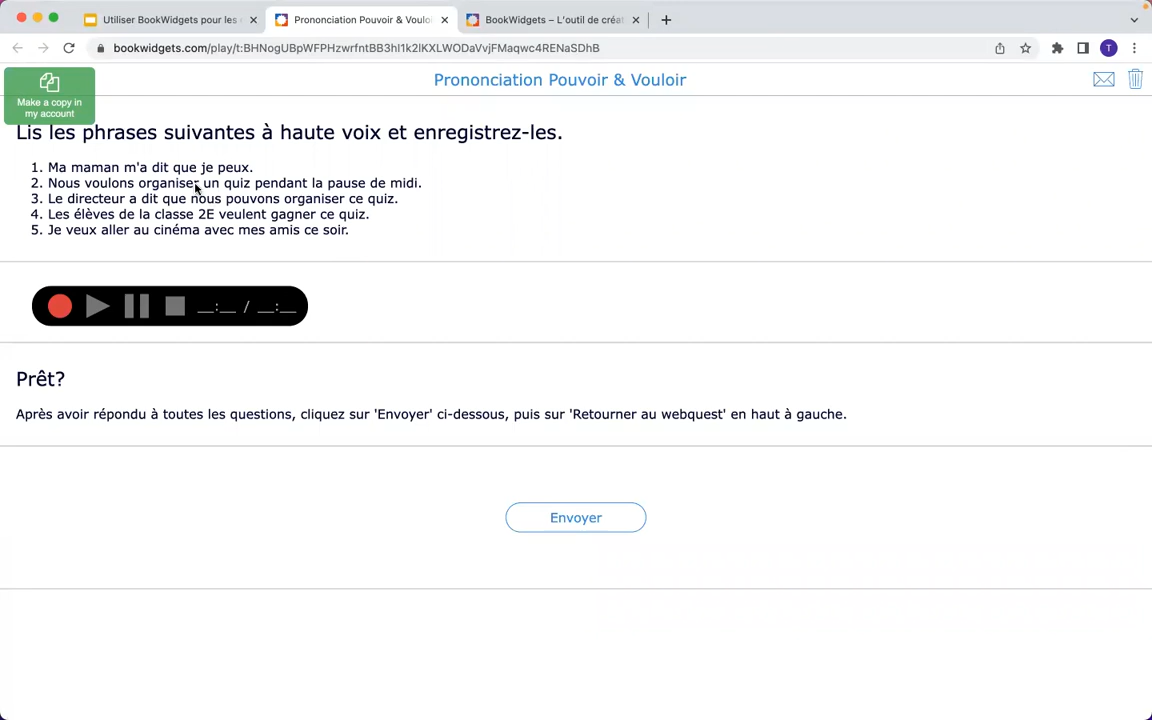 Utiliser BookWidgets pour les
Prononciation Pouvoir & Vouloi
BookWidgets – L'outil de créat
bookwidgets.com/play/t:BHNogUBpWFPHzwrfntBB3hl1k2lKXLWODaVvjFMaqwc4RENaSDhB
T
Make a copy in
my account
Prononciation Pouvoir & Vouloir
Lis les phrases suivantes à haute voix et enregistrez-les.
1. Ma maman m'a dit que je peux.
2. Nous voulons organiser un quiz pendant la pause de midi.
3. Le directeur a dit que nous pouvons organiser ce quiz.
4. Les élèves de la classe 2E veulent gagner ce quiz.
5. Je veux aller au cinéma avec mes amis ce soir.
__:__ / __:__
Prêt?
Après avoir répondu à toutes les questions, cliquez sur 'Envoyer' ci-dessous, puis sur 'Retourner au webquest' en haut à gauche.
Envoyer